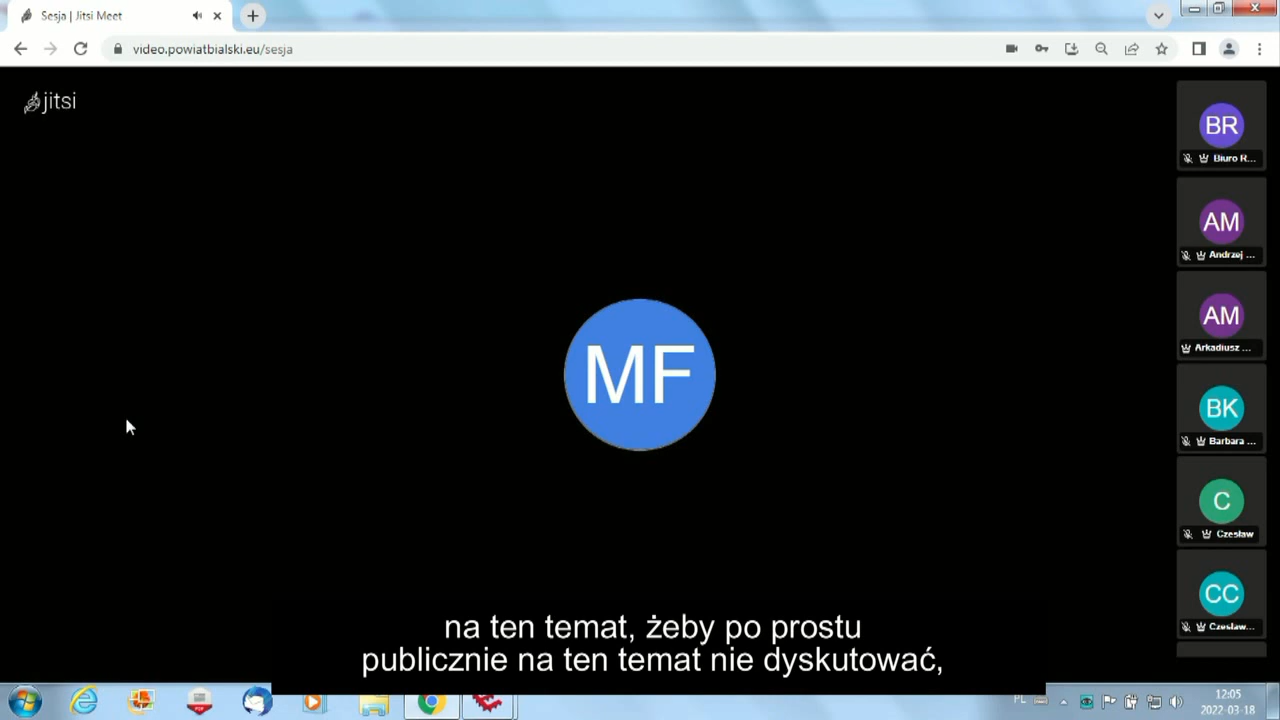 Sesja | Jitsi Meet
video.powiatbialski.eu/sesja
jitsi
BR
Biuro R...
AM
Andrzej ...
AM
Arkadiusz ...
BK
Barbara ...
C
Czesław
CC
Czesław...
MF
na ten temat, żeby po prostu
publicznie na ten temat nie dyskutować,
PL
12:05
2022-03-18